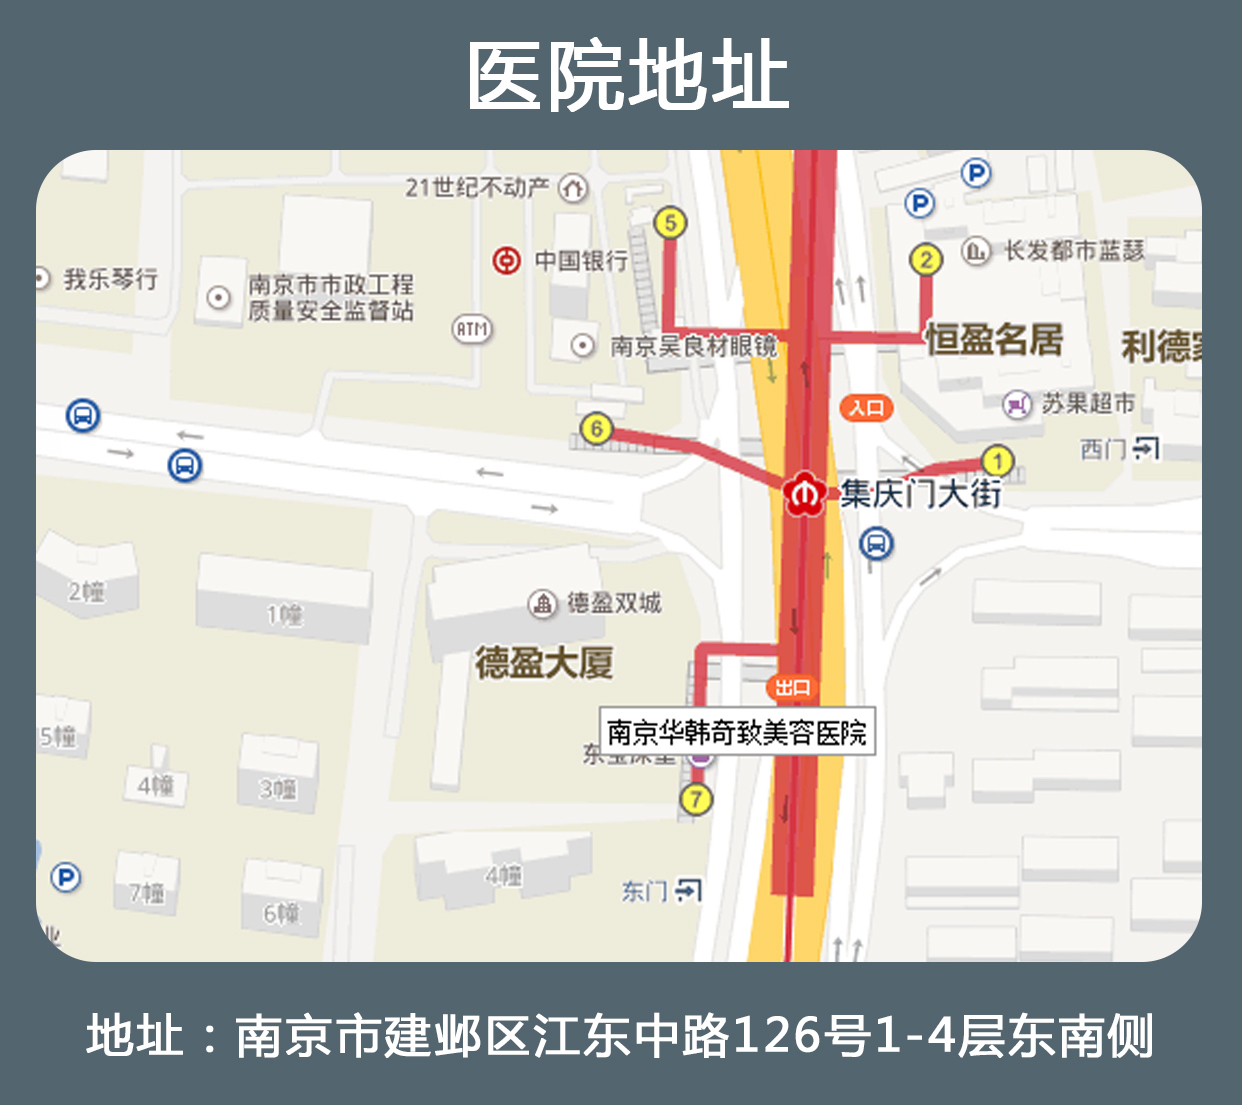 医院地址
21世纪不动产
P
P
5
2
长发都市蓝瑟
中国银行
我乐琴行
南京市市政工程
质量安全监督站
ATM
南京吴良材眼镜
恒盈名居
利德
入口
苏果超市
6
西门
1
集庆门大街
2幢
1幢
德盈双城
德盈大厦
出口
南京华韩奇致美容医院
5幢
4幢
3幢
7
P
7幢
6幢
4幢
东门
地址：南京市建邺区江东中路126号1-4层东南侧